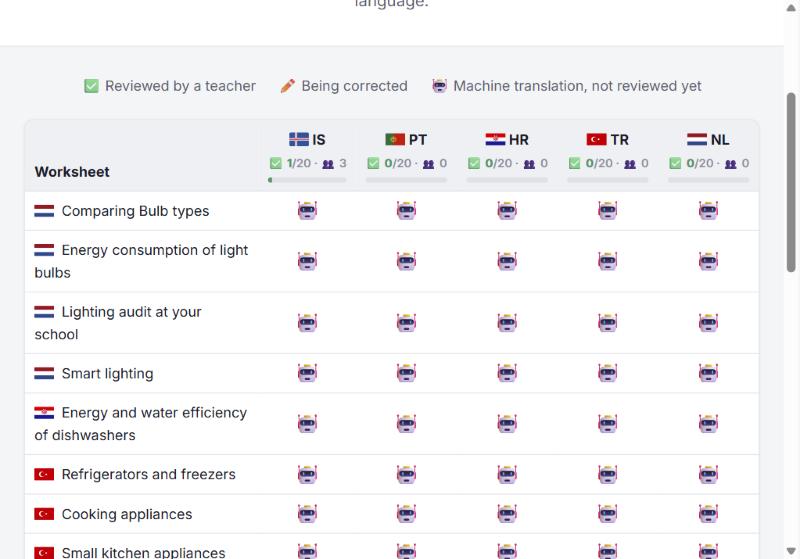 language.
Reviewed by a teacher Being corrected Machine translation, not reviewed yet
IS PT HR TR NL
Worksheet 1/20 · 3 0/20 · 0 0/20 · 0 0/20 · 0 0/20 · 0
Comparing Bulb types
Energy consumption of light
bulbs
Lighting audit at your
school
Smart lighting
Energy and water efficiency
of dishwashers
Refrigerators and freezers
Cooking appliances
Small kitchen appliances